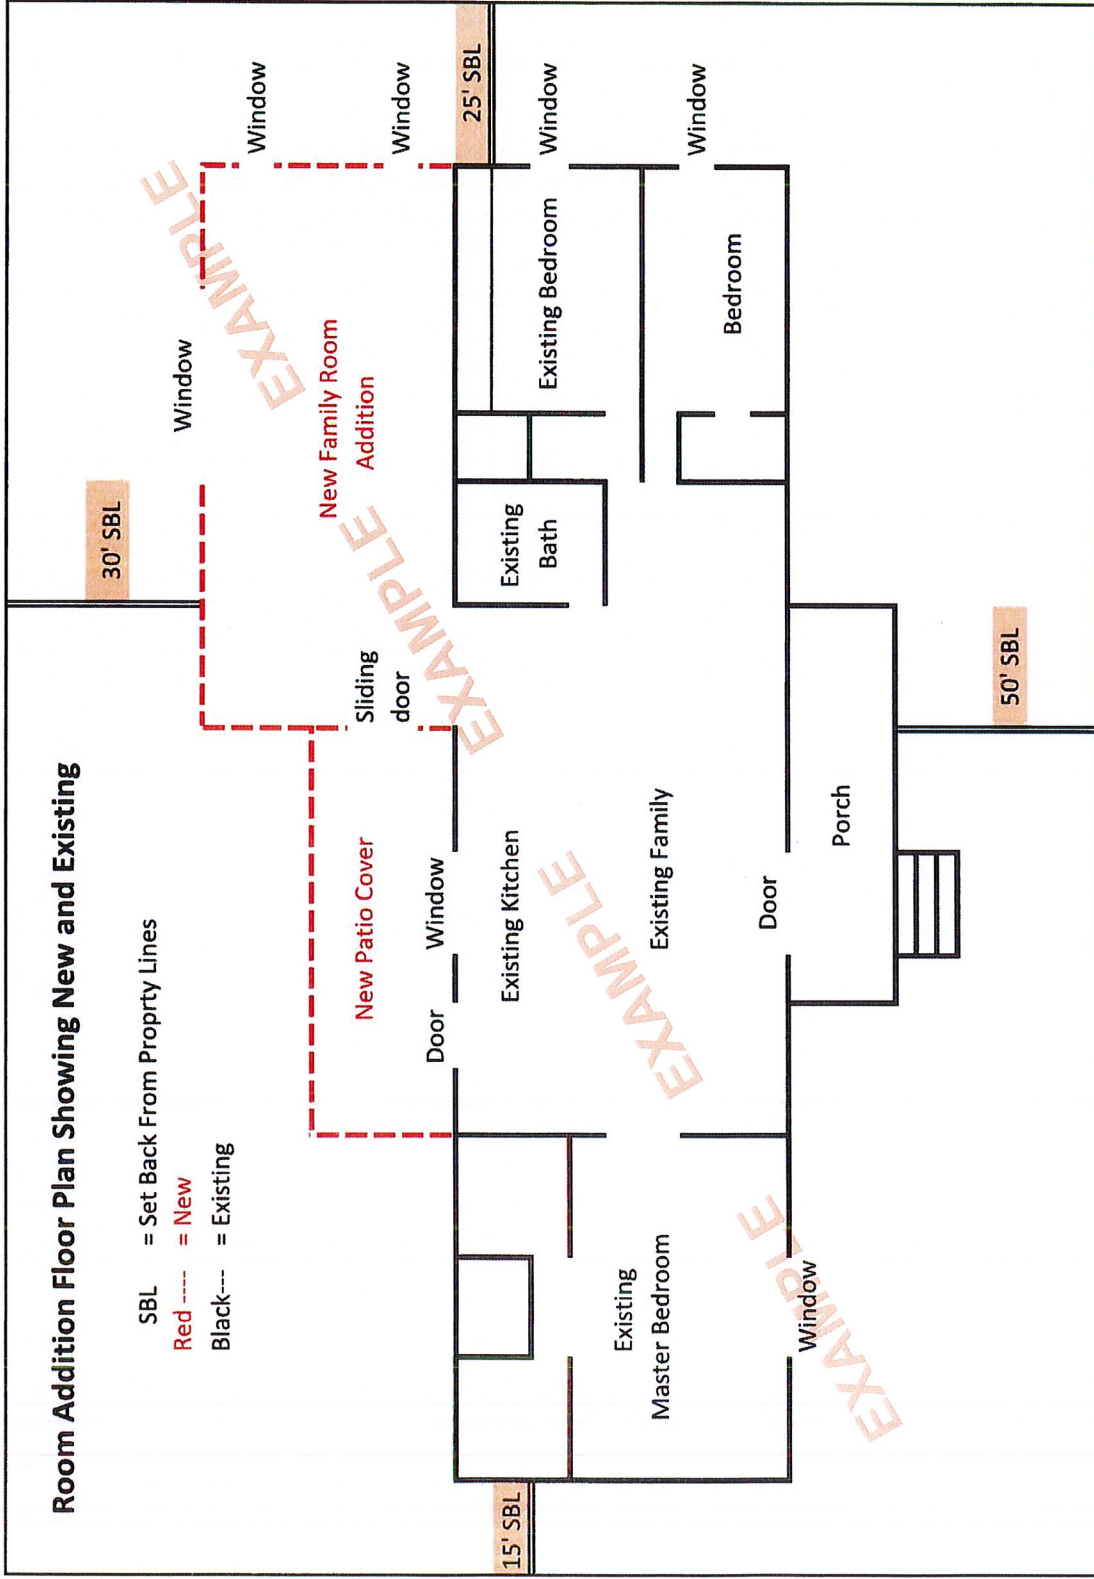 Room Addition Floor Plan Showing New and Existing
SBL = Set Back From Proprty Lines
Red ---- = New
Black--- = Existing
30' SBL
Window
Window
Window
EXAMPLE
New Family Room
Addition
Sliding
door
EXAMPLE
New Patio Cover
Door
Window
25' SBL
15' SBL
Existing Kitchen
Existing
Bath
Existing Bedroom
Window
EXAMPLE
Existing
Master Bedroom
Existing Family
Bedroom
Window
Door
Window
EXAMPLE
Porch
50' SBL